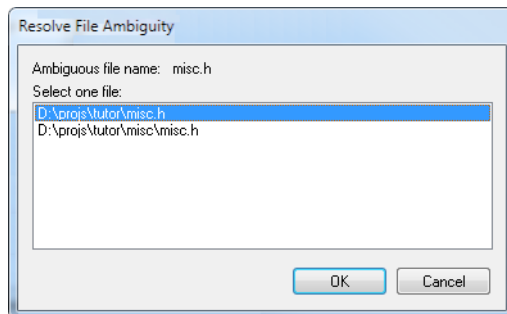 Resolve File Ambiguity
Ambiguous file name: misc.h
Select one file:
D:\projs\tutor\misc.h
D:\projs\tutor\misc\misc.h
OK Cancel